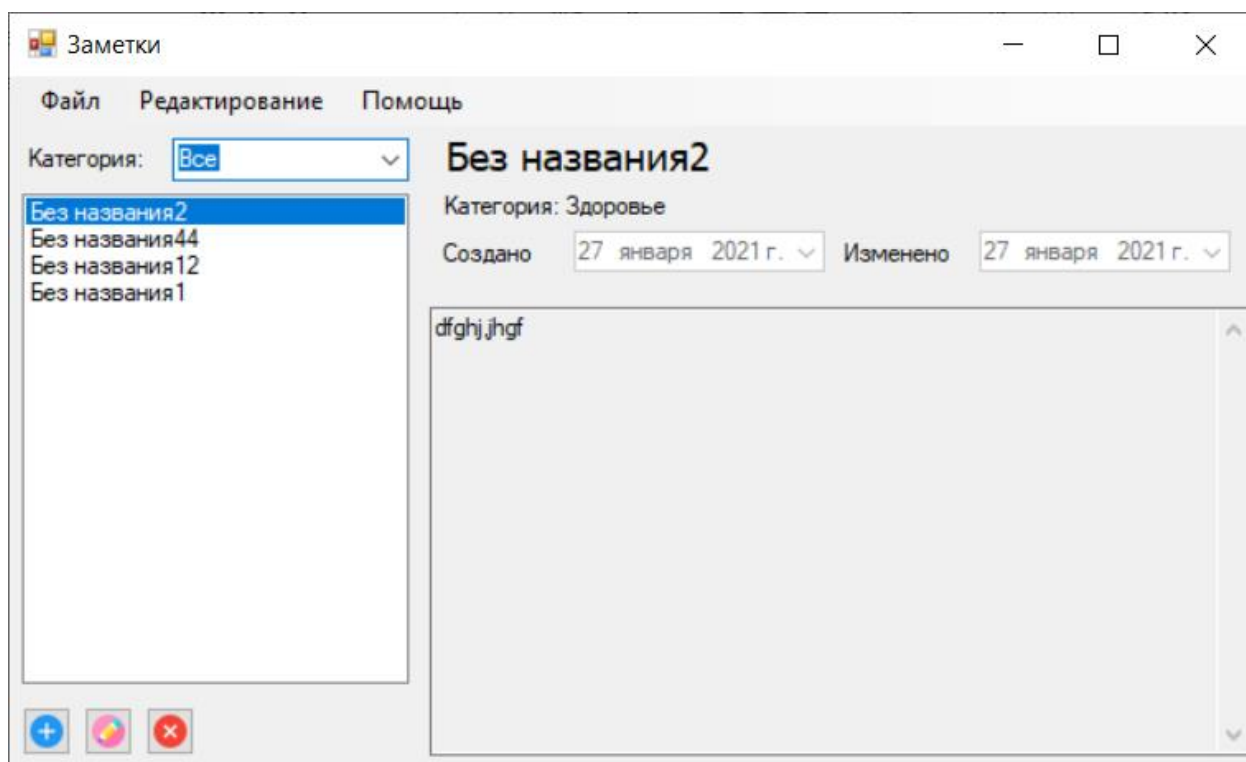 Заметки
Файл Редактирование Помощь
Категория: Все
Без названия2
Без названия44
Без названия12
Без названия1
Без названия2
Категория: Здоровье
Создано 27 января 2021 г. Изменено 27 января 2021 г.
dfghj,jhgf